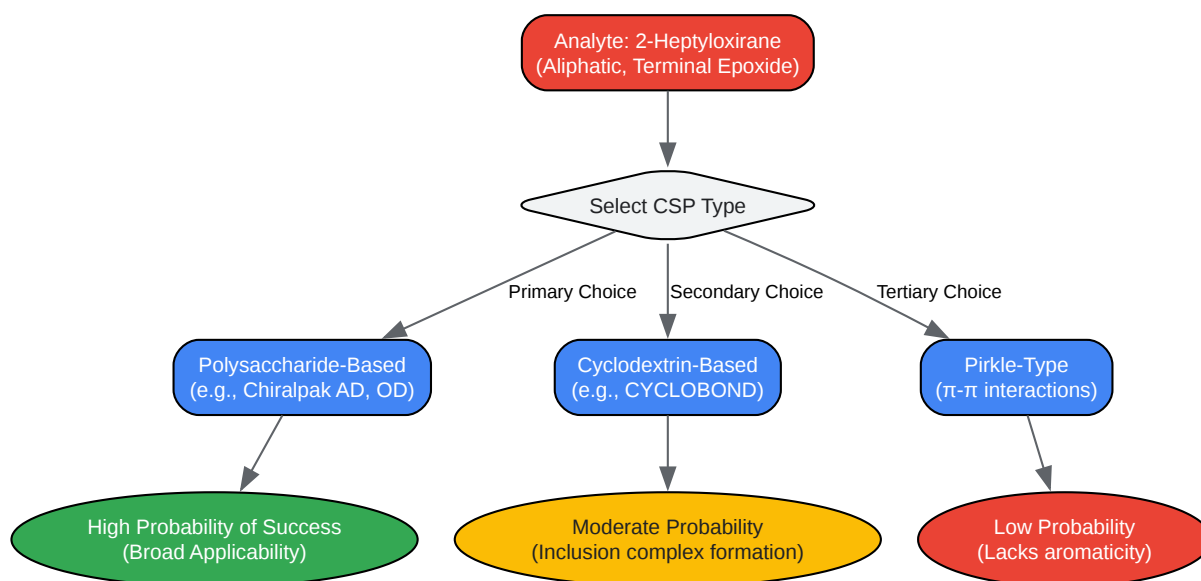 Analyte: 2-Heptyloxirane
(Aliphatic, Terminal Epoxide)
Select CSP Type
Primary Choice
Secondary Choice
Tertiary Choice
Polysaccharide-Based
(e.g., Chiralpak AD, OD)
Cyclodextrin-Based
(e.g., CYCLOBOND)
Pirkle-Type
(π-π interactions)
High Probability of Success
(Broad Applicability)
Moderate Probability
(Inclusion complex formation)
Low Probability
(Lacks aromaticity)